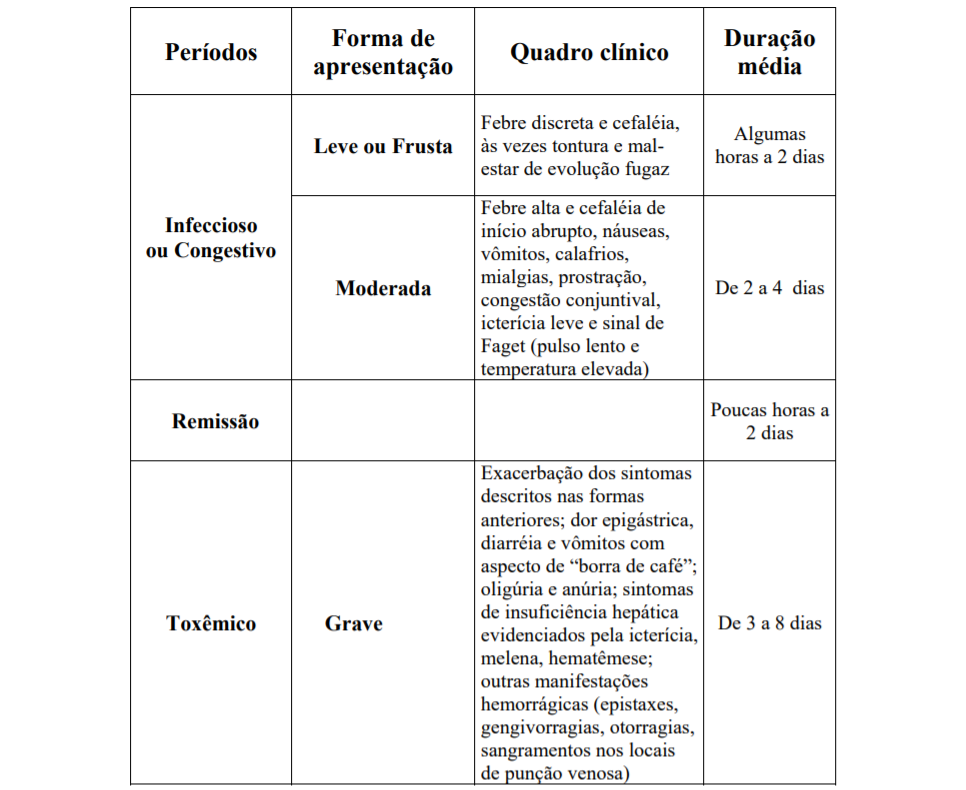 Períodos
Forma de
apresentação
Quadro clínico
Duração
média
Infeccioso
ou Congestivo
Leve ou Frusta
Febre discreta e cefaléia,
às vezes tontura e mal-
estar de evolução fugaz
Algumas
horas a 2 dias
Moderada
Febre alta e cefaléia de
início abrupto, náuseas,
vômitos, calafrios,
mialgias, prostração,
congestão conjuntival,
icterícia leve e sinal de
Faget (pulso lento e
temperatura elevada)
De 2 a 4 dias
Remissão
Poucas horas a
2 dias
Toxêmico
Grave
Exacerbação dos sintomas
descritos nas formas
anteriores; dor epigástrica,
diarréia e vômitos com
aspecto de “borra de café”;
oligúria e anúria; sintomas
de insuficiência hepática
evidenciados pela icterícia,
melena, hematêmese;
outras manifestações
hemorrágicas (epistaxes,
gengivorragias, otorragias,
sangramentos nos locais
de punção venosa)
De 3 a 8 dias